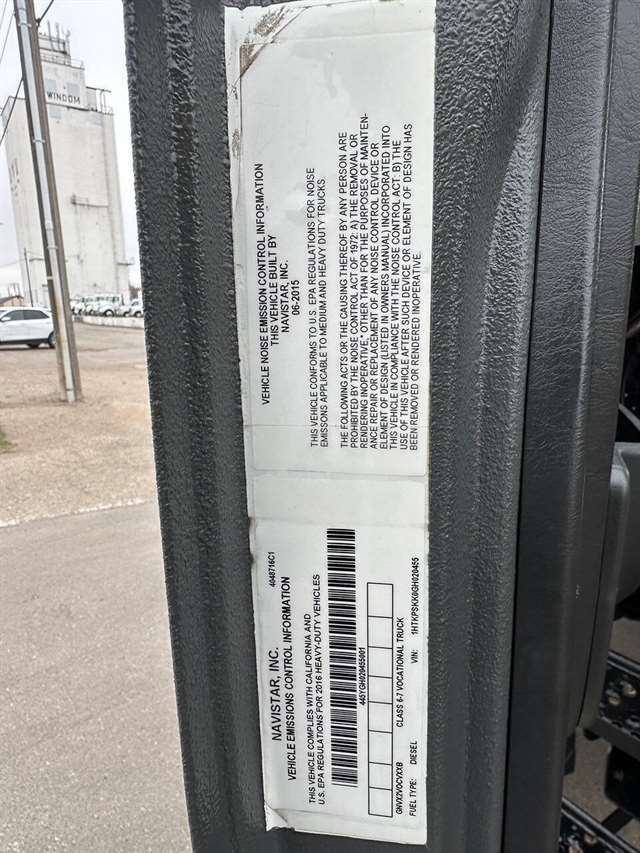 WINDOM
VEHICLE NOISE EMISSION CONTROL INFORMATION
THIS VEHICLE BUILT BY
NAVISTAR, INC.
06-2015
THIS VEHICLE CONFORMS TO U.S. EPA REGULATIONS FOR NOISE
EMISSONS APPLICABLE TO MEDIUM AND HEAVY DUTY TRUCKS.
THE FOLLOWING ACTS OR THE CAUSING THEREOF BY ANY PERSON ARE
PROHIBITED BY THE NOISE CONTROL ACT OF 1972: A) THE REMOVAL OR
RENDERING INOPERATIVE, OTHER THAN FOR THE PURPOSES OF MAINTEN-
ANCE REPAIR OR REPLACEMENT OF ANY NOISE CONTROL DEVICE OR
ELEMENT OF DESIGN (LISTED IN OWNERS MANUAL) INCORPORATED INTO
THIS VEHICLE IN COMPLIANCE WITH THE NOISE CONTROL ACT. B) THE
USE OF THIS VEHICLE AFTER SUCH DEVICE OR ELEMENT OF DESIGN HAS
BEEN REMOVED OR RENDERED INOPERATIVE.
4048716C1
NAVISTAR, INC.
VEHICLE EMISSIONS CONTROL INFORMATION
THIS VEHICLE COMPLIES WITH CALIFORNIA AND
U.S. EPA REGULATIONS FOR 2016 HEAVY-DUTY VEHICLES
4457GH020455001
GNVX2VOCVXXB CLASS 6-7 VOCATIONAL TRUCK
FUEL TYPE: DIESEL VIN: 1HTKPSKK0GH020455